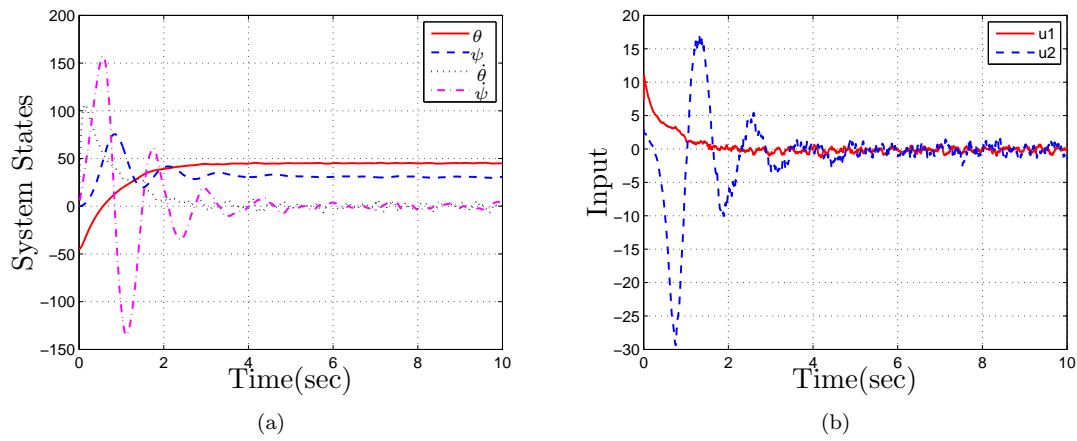 200
150
100
50
0
−50
−100
−150
0
2
4
6
8
10
System States
Time(sec)
θ
ψ
θ̇
ψ̇
(a)
20
15
10
5
0
−5
−10
−15
−20
−25
−30
0
2
4
6
8
10
Input
Time(sec)
u1
u2
(b)